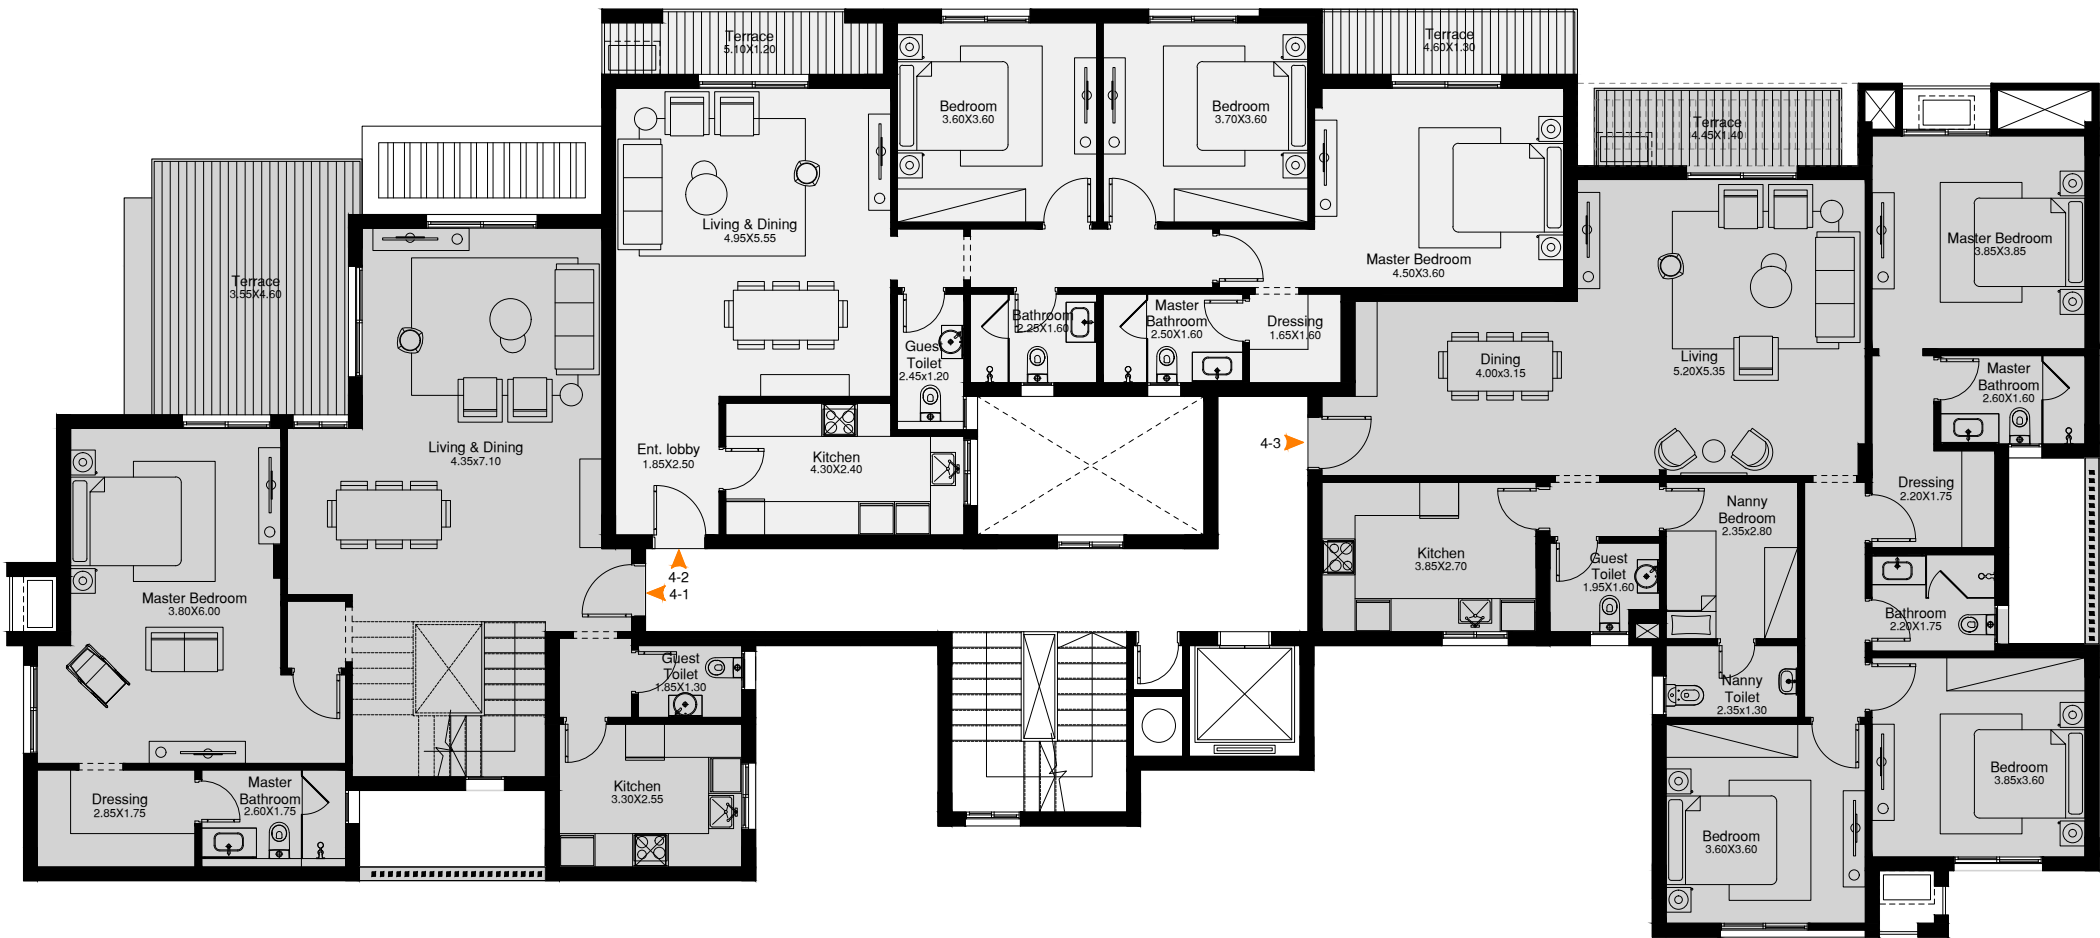 Terrace
5.10X1.20
Terrace
4.60X1.30
Bedroom
3.60X3.60
Bedroom
3.70X3.60
Terrace
4.45X1.40
Living & Dining
4.95X5.55
Master Bedroom
4.50X3.60
Master Bedroom
3.85X3.85
Terrace
3.55X4.60
Bathroom
2.25X1.60
Master
Bathroom
2.50X1.60
Dressing
1.65X1.60
Guest
Toilet
2.45x1.20
Dining
4.00x3.15
Living
5.20X5.35
Master
Bathroom
2.60X1.60
Living & Dining
4.35x7.10
Ent. lobby
1.85X2.50
Kitchen
4.30X2.40
4-3
Dressing
2.20X1.75
Nanny
Bedroom
2.35x2.80
Kitchen
3.85X2.70
Guest
Toilet
1.95X1.60
4-2
4-1
Master Bedroom
3.80X6.00
Bathroom
2.20X1.75
Guest
Toilet
1.85X1.30
Nanny
Toilet
2.35x1.30
Dressing
2.85X1.75
Master
Bathroom
2.60X1.75
Kitchen
3.30X2.55
Bedroom
3.85x3.60
Bedroom
3.60X3.60